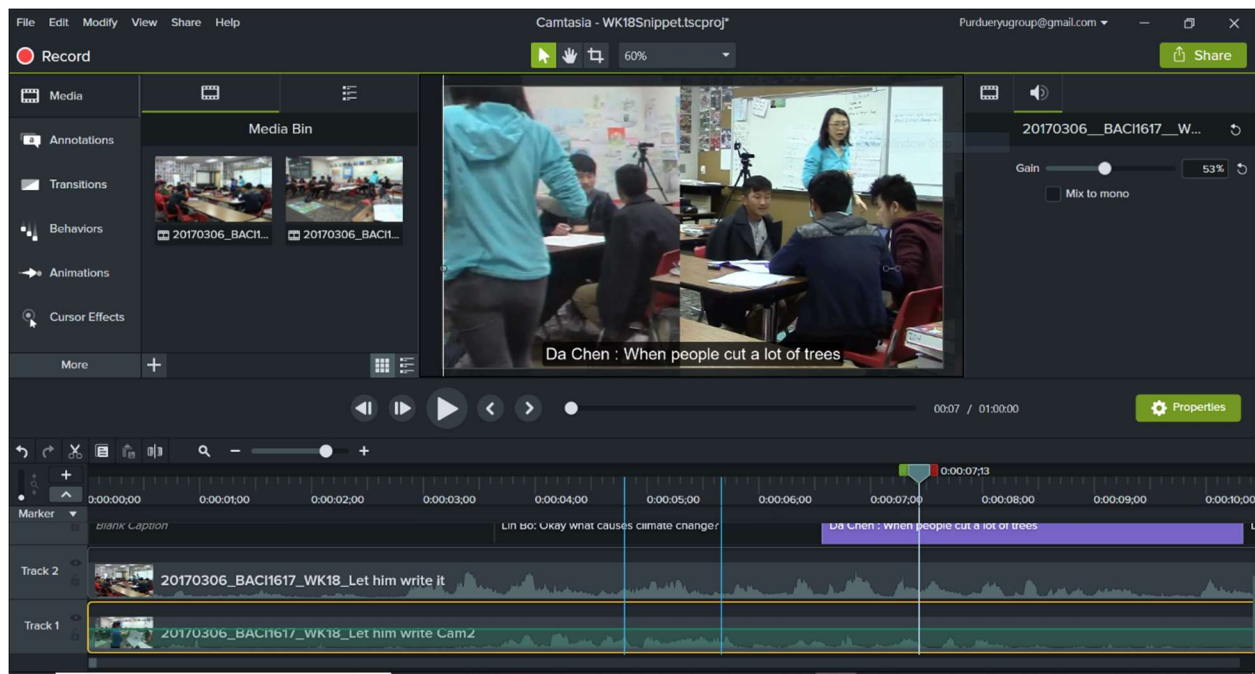 File Edit Modify View Share Help
Camtasia - WK18Snippet.tscproj*
Purdueryugroup@gmail.com
Record
60%
Share
Media
Annotations
Transitions
Behaviors
Animations
Cursor Effects
More
Media Bin
20170306_BACI1...
20170306_BACI1...
Da Chen : When people cut a lot of trees
20170306__BACI1617__W...
Gain
53%
Mix to mono
00:07 / 01:00:00
Properties
0:00:07;13
0:00:00;00 0:00:01;00 0:00:02;00 0:00:03;00 0:00:04;00 0:00:05;00 0:00:06;00 0:00:07;00 0:00:08;00 0:00:09;00 0:00:10;00
Marker
Blank Caption
Lin Bo: Okay what causes climate change?
Da Chen : When people cut a lot of trees
Track 2
20170306_BACI1617_WK18_Let him write it
Track 1
20170306_BACI1617_WK18_Let him write Cam2